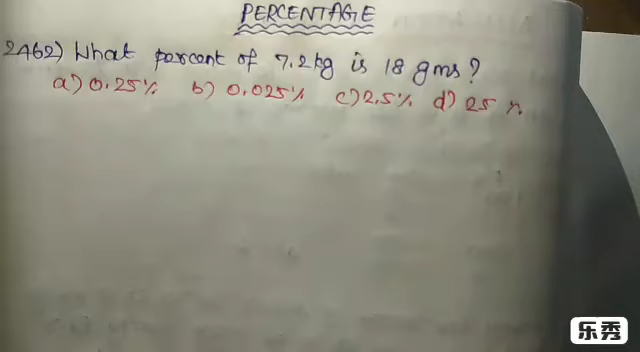 PERCENTAGE
2462) What percent of 7.2kg is 18 gms?
a) 0.25% b) 0.025% c) 2.5% d) 25 %
乐秀